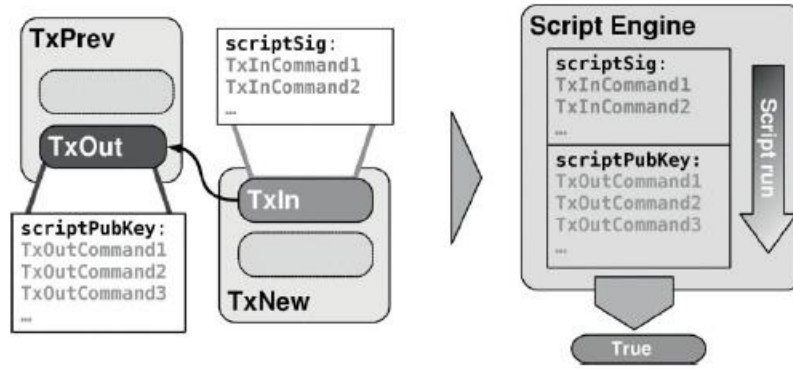 TxPrev
TxOut
scriptPubKey:
TxOutCommand1
TxOutCommand2
TxOutCommand3
...
scriptSig:
TxInCommand1
TxInCommand2
...
TxIn
TxNew
Script Engine
scriptSig:
TxInCommand1
TxInCommand2
...
scriptPubKey:
TxOutCommand1
TxOutCommand2
TxOutCommand3
...
Script run
True